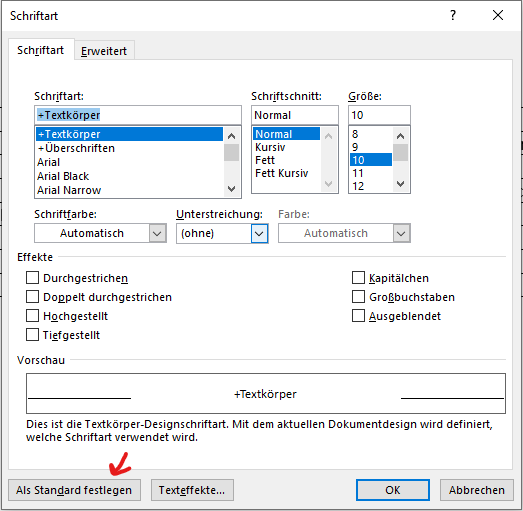 Schriftart
?
Schriftart
Erweitert
Schriftart:
Schriftschnitt:
Größe:
+Textkörper
Normal
10
+Textkörper
+Überschriften
Arial
Arial Black
Arial Narrow
Normal
Kursiv
Fett
Fett Kursiv
8
9
10
11
12
Schriftfarbe:
Unterstreichung:
Farbe:
Automatisch
(ohne)
Automatisch
Effekte
Durchgestrichen
Doppelt durchgestrichen
Hochgestellt
Tiefgestellt
Kapitälchen
Großbuchstaben
Ausgeblendet
Vorschau
+Textkörper
Dies ist die Textkörper-Designschriftart. Mit dem aktuellen Dokumentdesign wird definiert,
welche Schriftart verwendet wird.
Als Standard festlegen
Texteffekte...
OK
Abbrechen